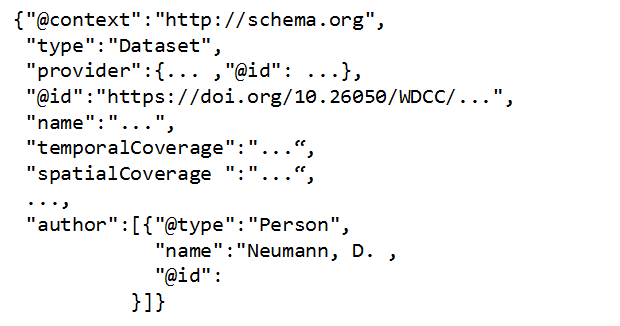 {"@context":"http://schema.org",
"type":"Dataset",
"provider":{... ,"@id": ...},
"@id":"https://doi.org/10.26050/WDCC/...",
"name":"...",
"temporalCoverage":"...“,
"spatialCoverage ":"...“,
...,
"author":[{"@type":"Person",
"name":"Neumann, D. ,
"@id":
}]}